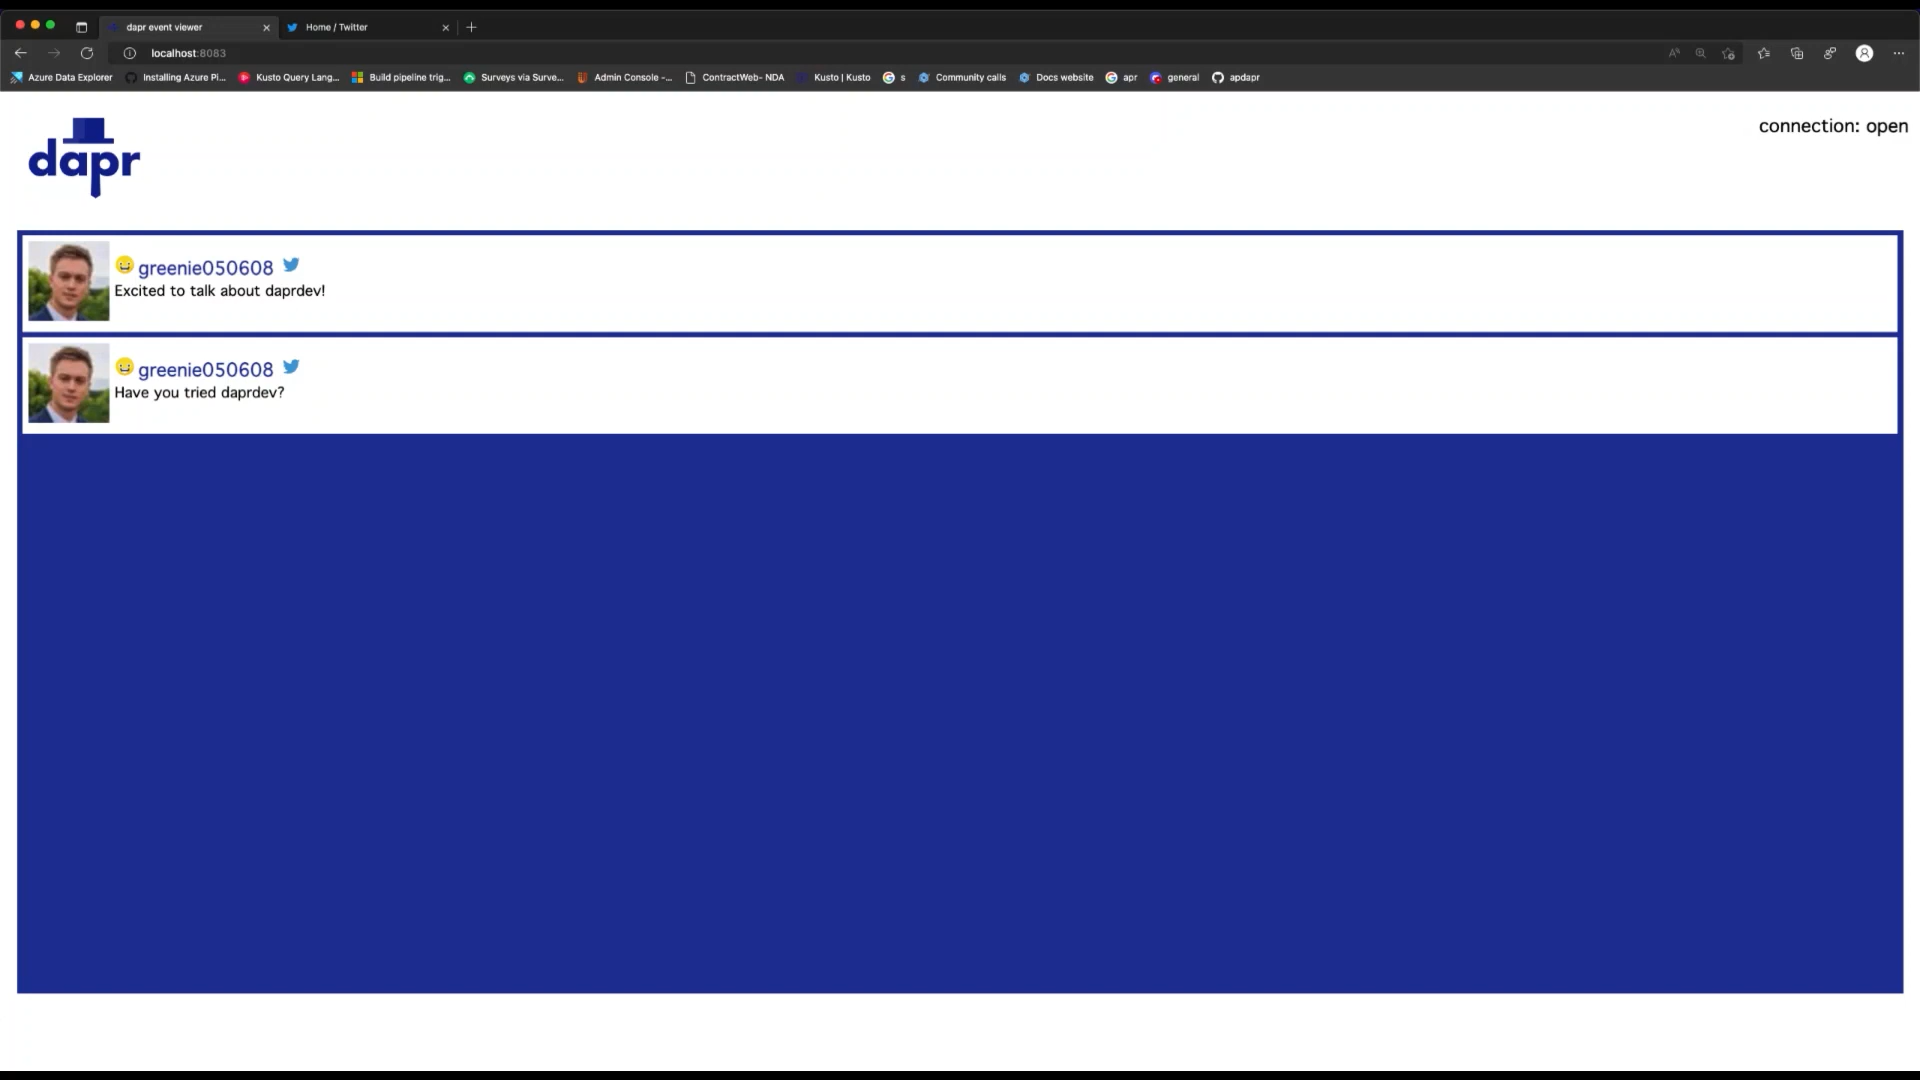 dapr event viewer
Home / Twitter
localhost:8083
Azure Data Explorer
Installing Azure Pi...
Kusto Query Lang...
Build pipeline trig...
Surveys via Surve...
Admin Console -...
ContractWeb- NDA
Kusto | Kusto
s
Community calls
Docs website
apr
general
apdapr
dapr
connection: open
greenie050608
Excited to talk about daprdev!
greenie050608
Have you tried daprdev?